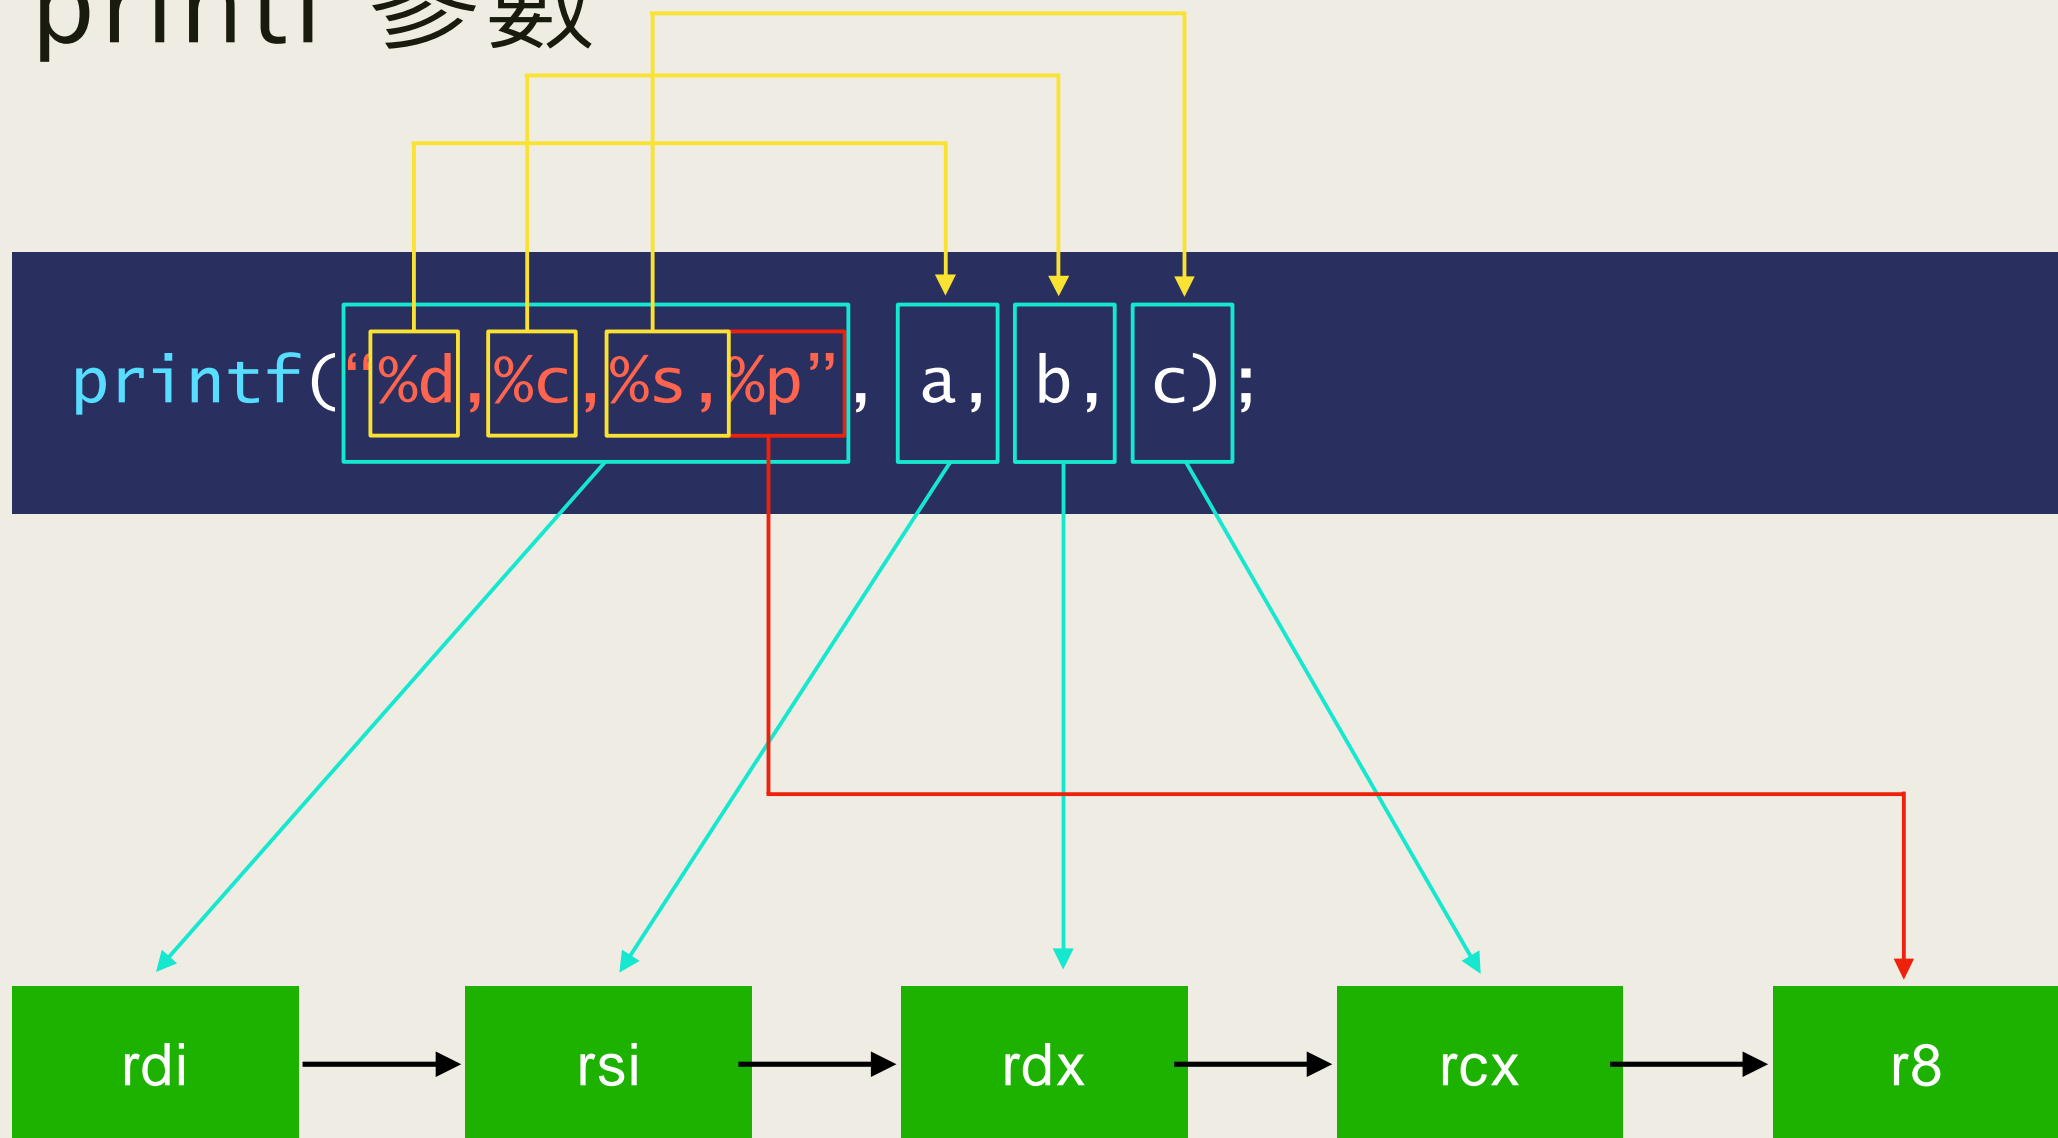 printf 參數
printf(“%d,%c,%s,%p”, a, b, c);
rdi rsi rdx rcx r8